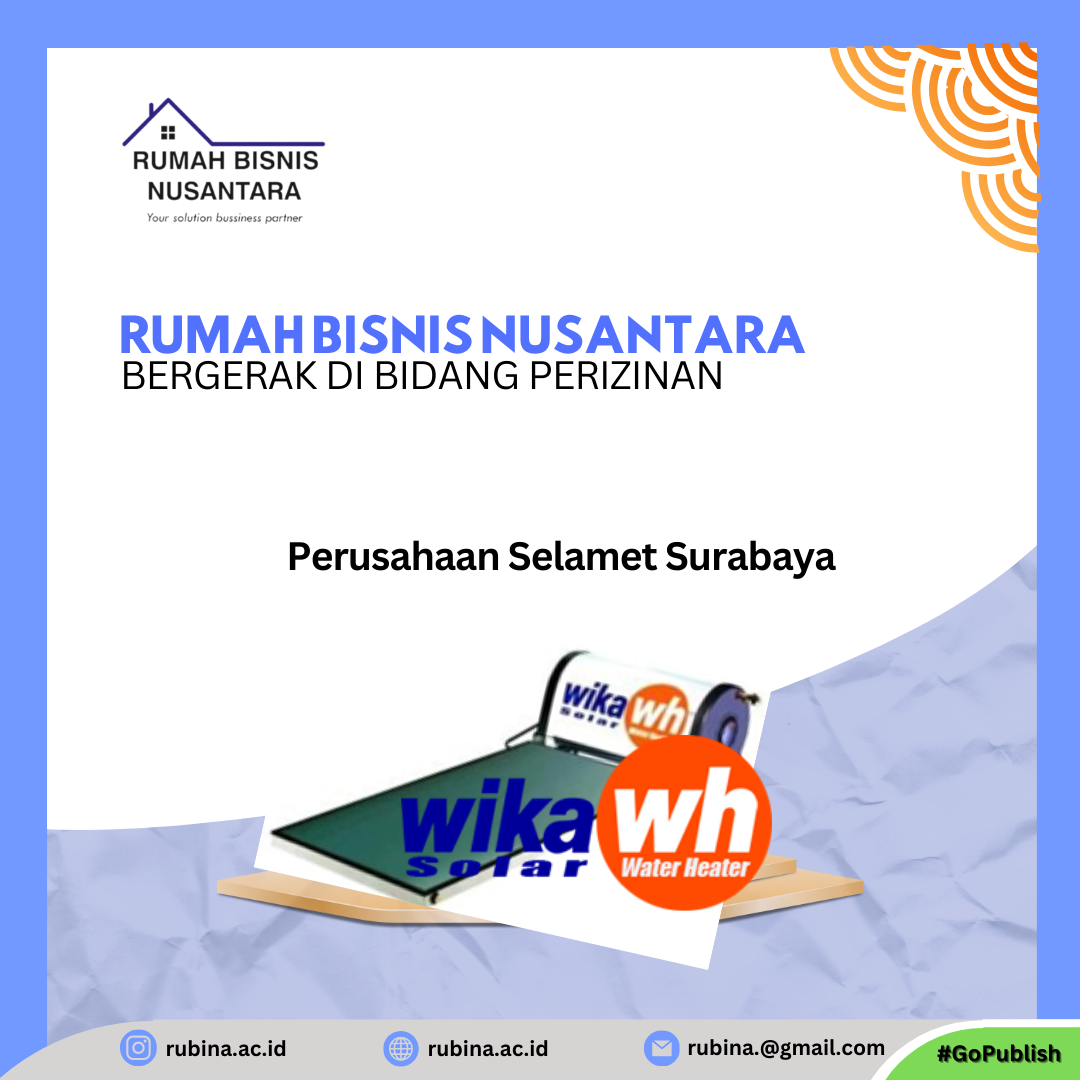 RUMAH BISNIS
NUSANTARA
Your solution bussiness partner
RUMAH BISNIS NUSANTARA
BERGERAK DI BIDANG PERIZINAN
Perusahaan Selamet Surabaya
wika wh
Solar
wika wh
Solar Water Heater
rubina.ac.id
rubina.ac.id
rubina.@gmail.com
#GoPublish